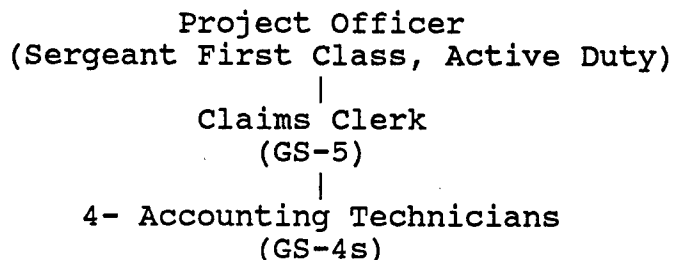 Project Officer
(Sergeant First Class, Active Duty)
Claims Clerk
(GS-5)
4- Accounting Technicians
(GS-4s)